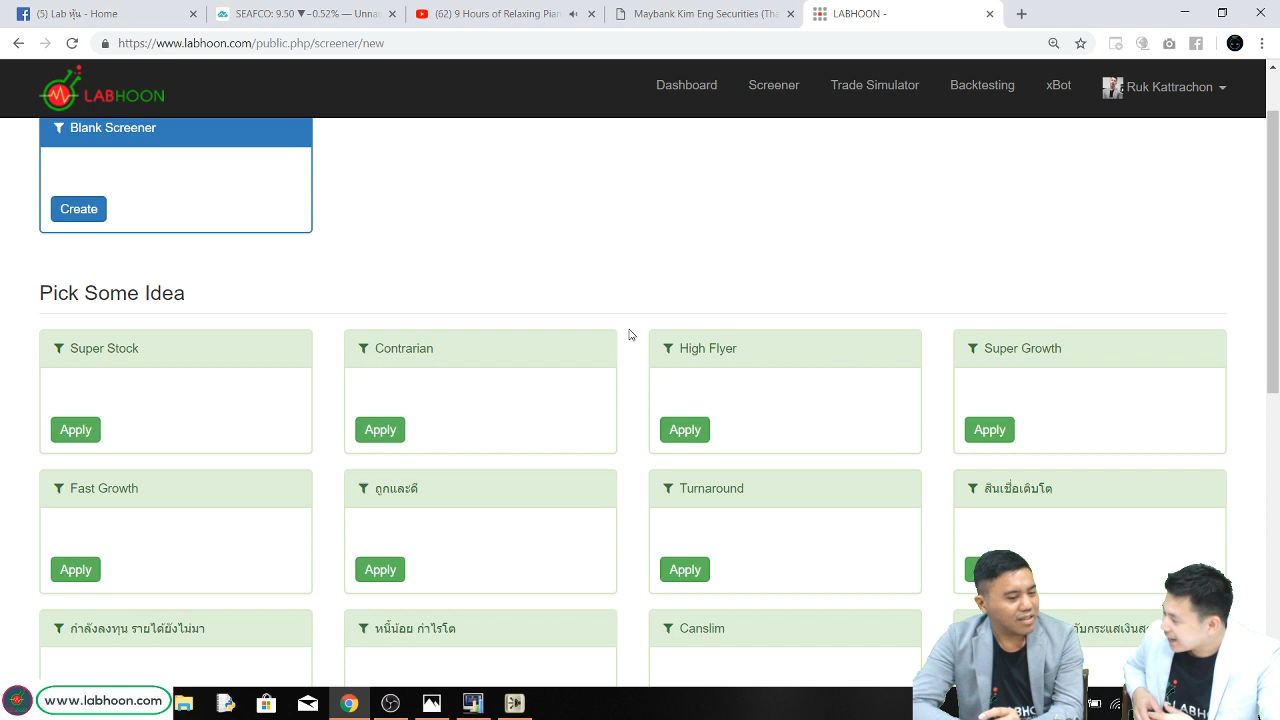 (5) Lab หุ้น - Home
SEAFCO: 9.50 ▼−0.52% — Unnam
(62) 9 Hours of Relaxing Pian
Maybank Kim Eng Securities (Tha
LABHOON -
https://www.labhoon.com/public.php/screener/new
LABHOON
Dashboard
Screener
Trade Simulator
Backtesting
xBot
Ruk Kattrachon
Blank Screener
Create
Pick Some Idea
Super Stock
Contrarian
High Flyer
Super Growth
Apply
Apply
Apply
Apply
Fast Growth
ถูกและดี
Turnaround
สินเชื่อเติบโต
Apply
Apply
Apply
กำลังลงทุน รายได้ยังไม่มา
หนี้น้อย กำไรโต
Canslim
www.labhoon.com